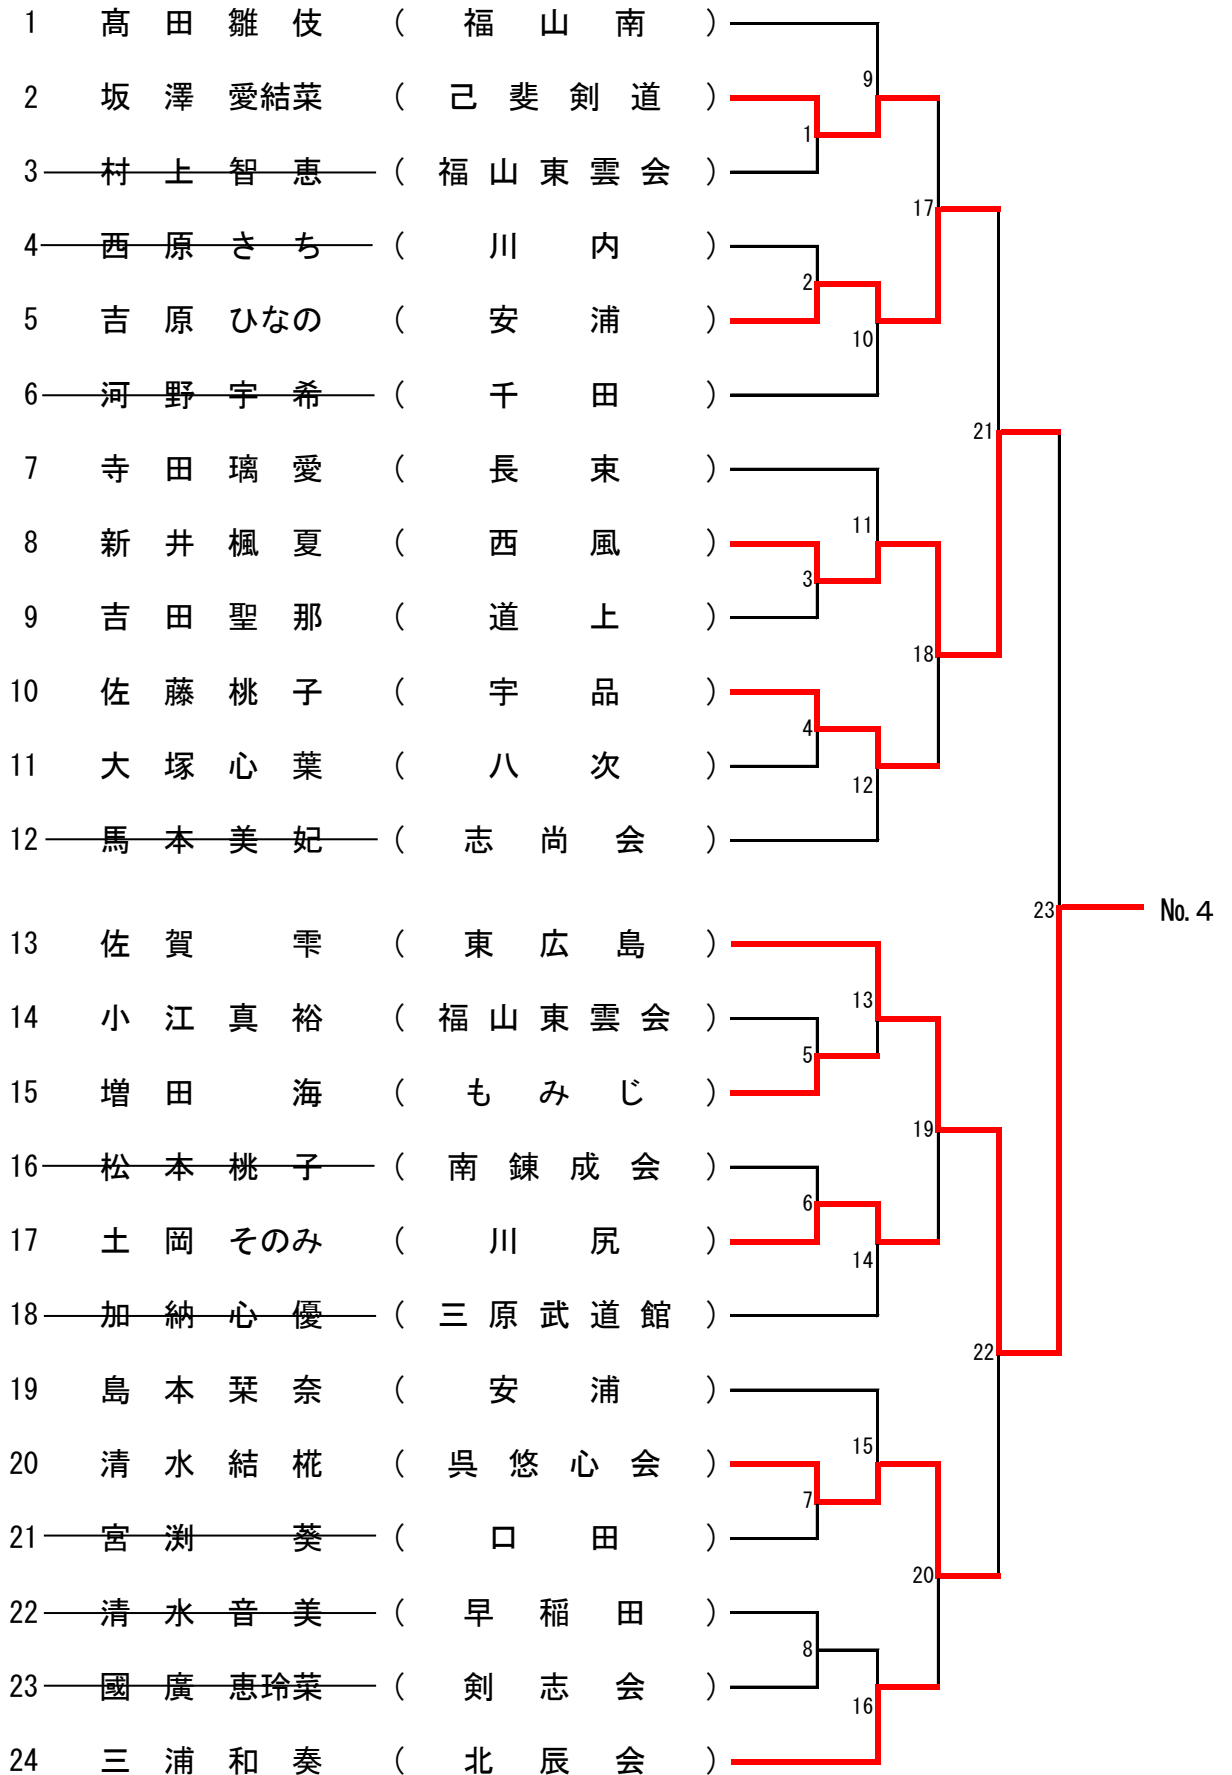 1 髙田雛伎 (福山南)
2 坂澤愛結菜 (己斐剣道)
3 村上智恵 (福山東雲会)
4 西原さち (川内)
5 吉原ひなの (安浦)
6 河野宇希 (千田)
7 寺田璃愛 (長束)
8 新井楓夏 (西風)
9 吉田聖那 (道上)
10 佐藤桃子 (宇品)
11 大塚心葉 (八次)
12 馬本美妃 (志尚会)
13 佐賀雫 (東広島)
14 小江真裕 (福山東雲会)
15 増田海 (もみじ)
16 松本桃子 (南錬成会)
17 土岡そのみ (川尻)
18 加納心優 (三原武道館)
19 島本栞奈 (安浦)
20 清水結椛 (呉悠心会)
21 宮渕葵 (口田)
22 清水音美 (早稲田)
23 國廣恵玲菜 (剣志会)
24 三浦和奏 (北辰会)
1
2
3
4
5
6
7
8
9
10
11
12
13
14
15
16
17
18
19
20
21
22
23
№4